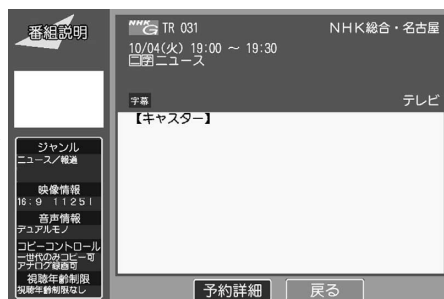 番組説明
NHK G TR 031 NHK総合・名古屋
10/04(火) 19:00 ～ 19:30
ニュース
字幕 テレビ
【キャスター】
ジャンル
ニュース/報道
映像情報
16:9 1125I
音声情報
デュアルモノ
コピーコントロール
一世代のみコピー可
アナログ録画可
視聴年齢制限
視聴年齢制限なし
予約詳細 戻る